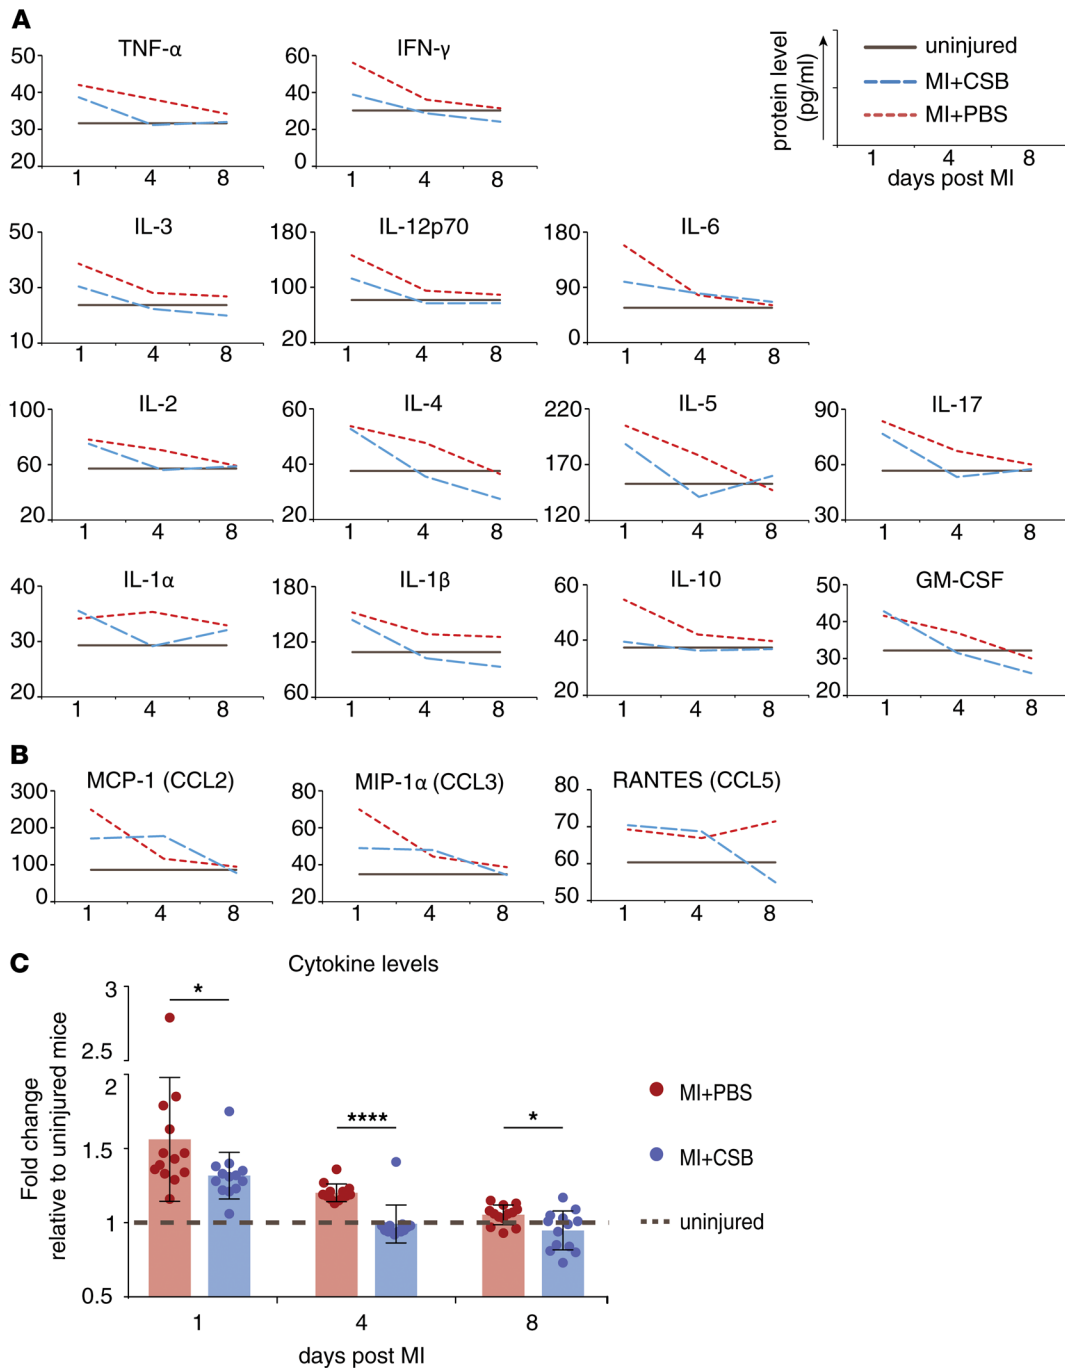 A
TNF-α
IFN-γ
50
40
30
20
1 4 8
60
40
20
0
1 4 8
protein level
(pg/ml)
uninjured
MI+CSB
MI+PBS
1 4 8
days post MI
IL-3
IL-12p70
IL-6
50
30
10
1 4 8
180
100
20
1 4 8
180
90
0
1 4 8
IL-2
IL-4
IL-5
IL-17
100
60
20
1 4 8
60
40
20
1 4 8
220
170
120
1 4 8
90
60
30
1 4 8
IL-1α
IL-1β
IL-10
GM-CSF
40
30
20
1 4 8
180
120
60
1 4 8
60
40
20
1 4 8
50
40
30
20
1 4 8
B
MCP-1 (CCL2)
MIP-1α (CCL3)
RANTES (CCL5)
300
200
100
0
1 4 8
80
60
40
20
1 4 8
80
70
60
50
1 4 8
C
Cytokine levels
Fold change
relative to uninjured mice
3
2.5
2
1.5
1
0.5
*
****
*
1 4 8
days post MI
MI+PBS
MI+CSB
uninjured